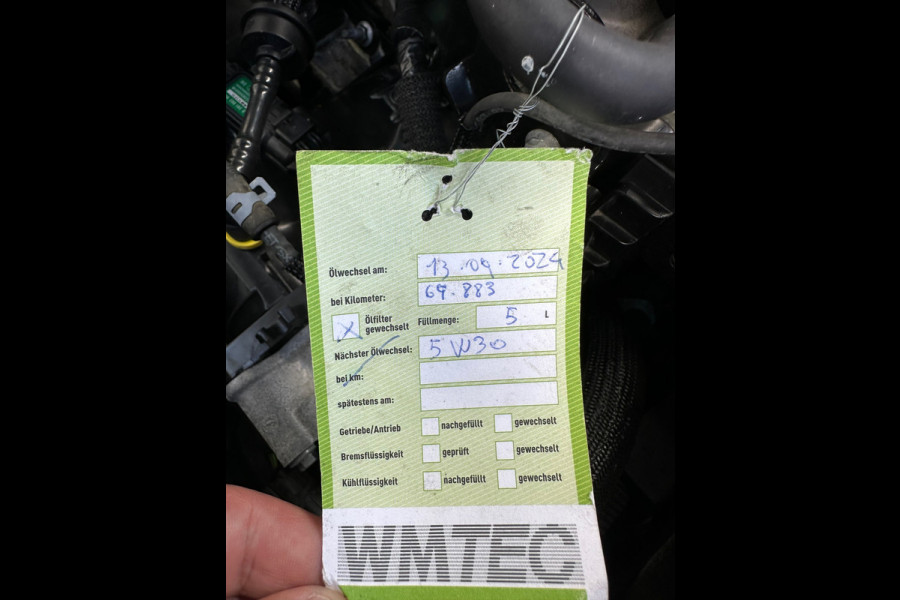 Ölwechsel am: 13.09.2024
bei Kilometer: 69.883
Ölfilter gewechselt X Füllmenge: 5 L
Nächster Ölwechsel: 5W30
bei km:
spätestens am:
Getriebe/Antrieb nachgefüllt gewechselt
Bremsflüssigkeit geprüft gewechselt
Kühlflüssigkeit nachgefüllt gewechselt
WMTEC